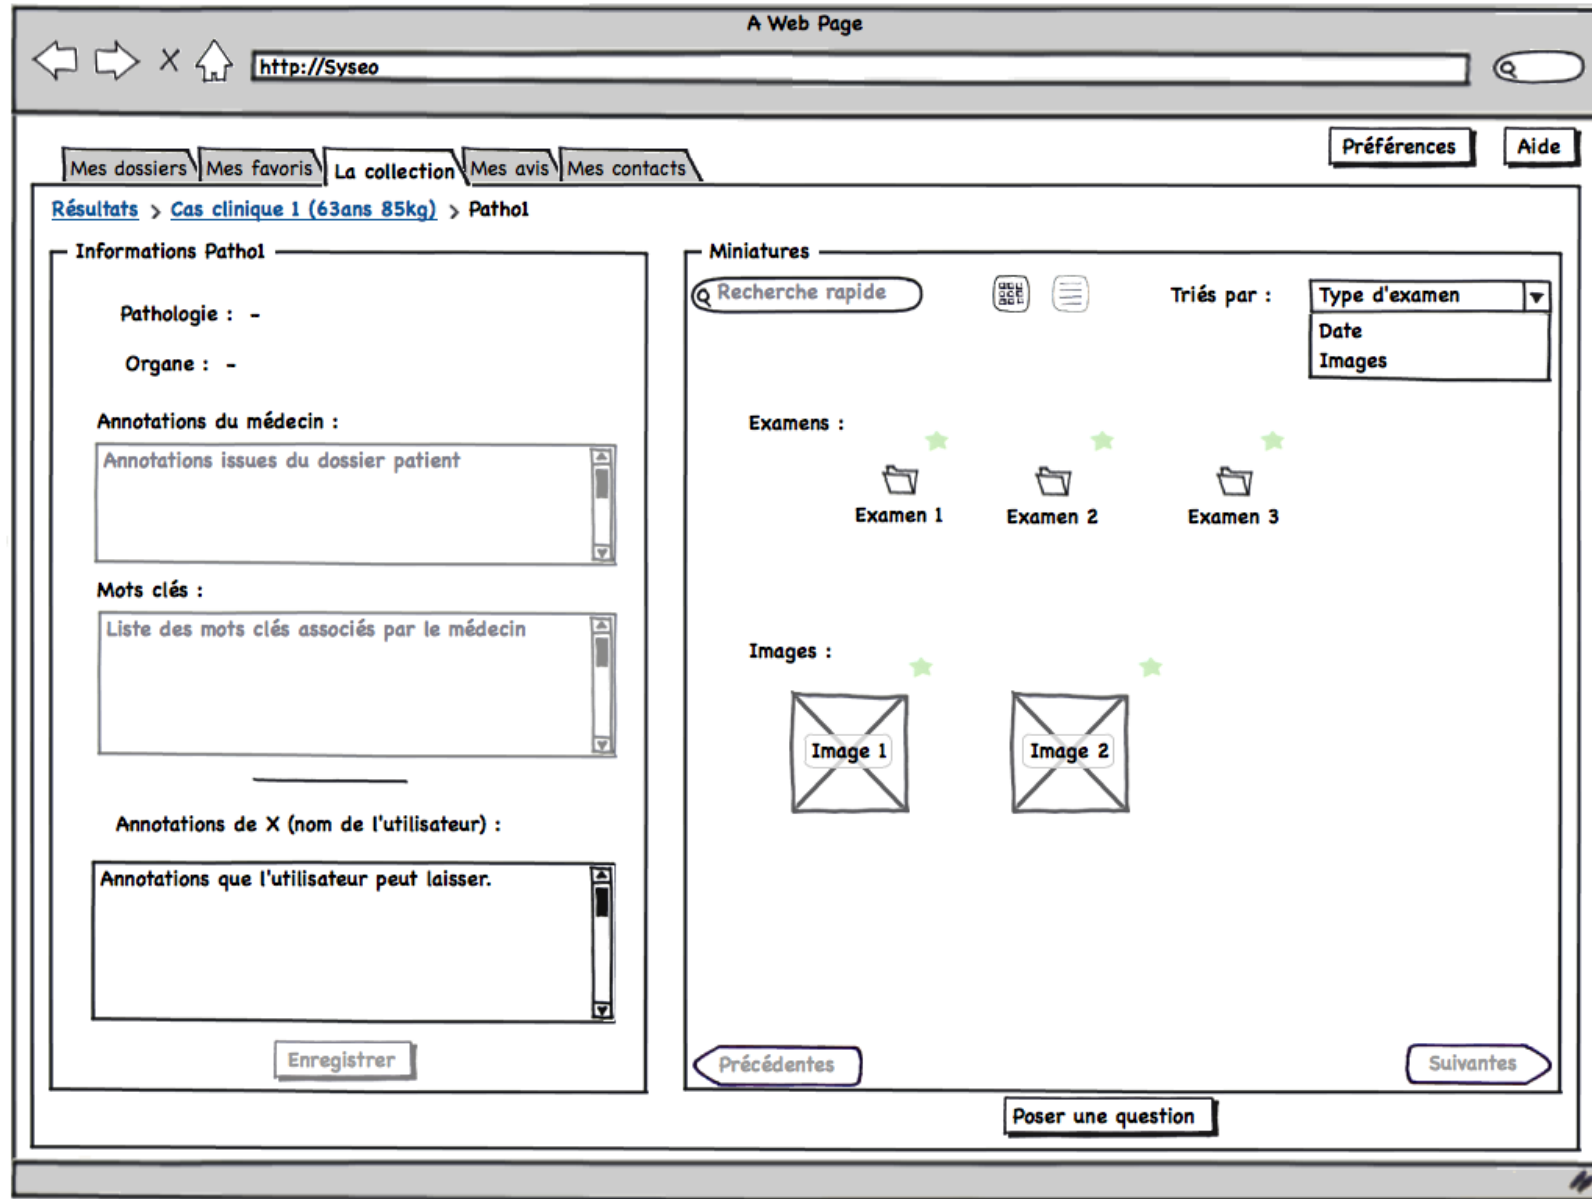 A Web Page
http://Syseo
Préférences
Aide
Mes dossiers
Mes favoris
La collection
Mes avis
Mes contacts
Résultats > Cas clinique 1 (63ans 85kg) > Patho1
Informations Patho1
Pathologie : -
Organe : -
Annotations du médecin :
Annotations issues du dossier patient
Mots clés :
Liste des mots clés associés par le médecin
Annotations de X (nom de l'utilisateur) :
Annotations que l'utilisateur peut laisser.
Enregistrer
Miniatures
Recherche rapide
Triés par :
Type d'examen
Date
Images
Examens :
Examen 1
Examen 2
Examen 3
Images :
Image 1
Image 2
Précédentes
Suivantes
Poser une question